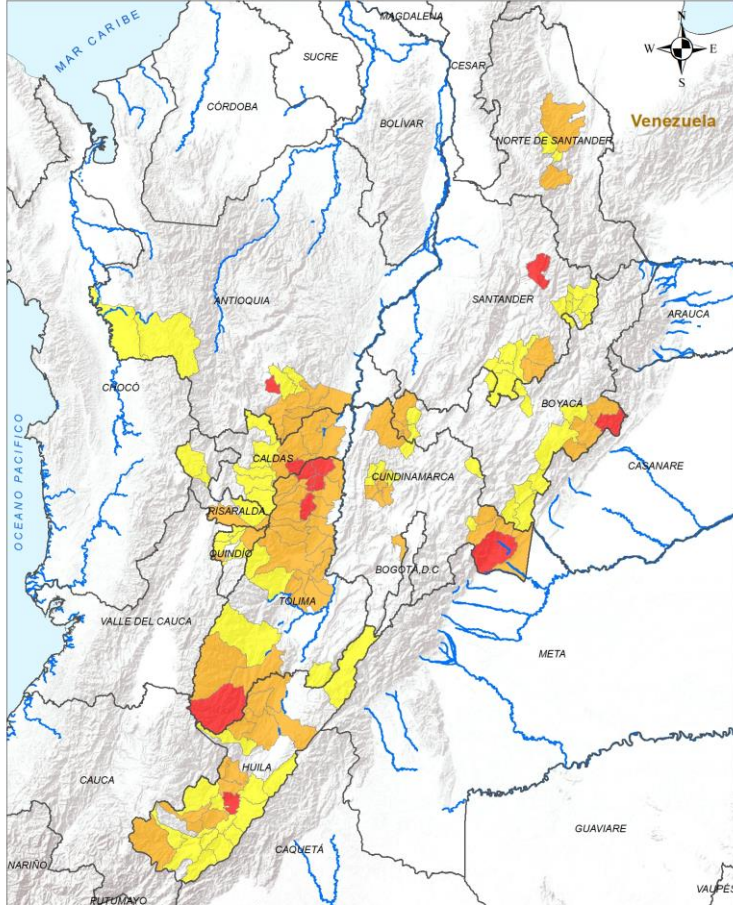 MAGDALENA
N
MAR CARIBE
SUCRE
CESAR
W
E
S
CÓRDOBA
BOLÍVAR
Venezuela
NORTE DE SANTANDER
ANTIOQUIA
SANTANDER
ARAUCA
CHOCÓ
BOYACÁ
OCEANO PACIFICO
CALDAS
CUNDINAMARCA
CASANARE
RISARALDA
QUINDÍO
BOGOTÁ, D.C
TOLIMA
VALLE DEL CAUCA
META
HUILA
CAUCA
GUAVIARE
CAQUETÁ
NARIÑO
PUTUMAYO
VAUPÉS